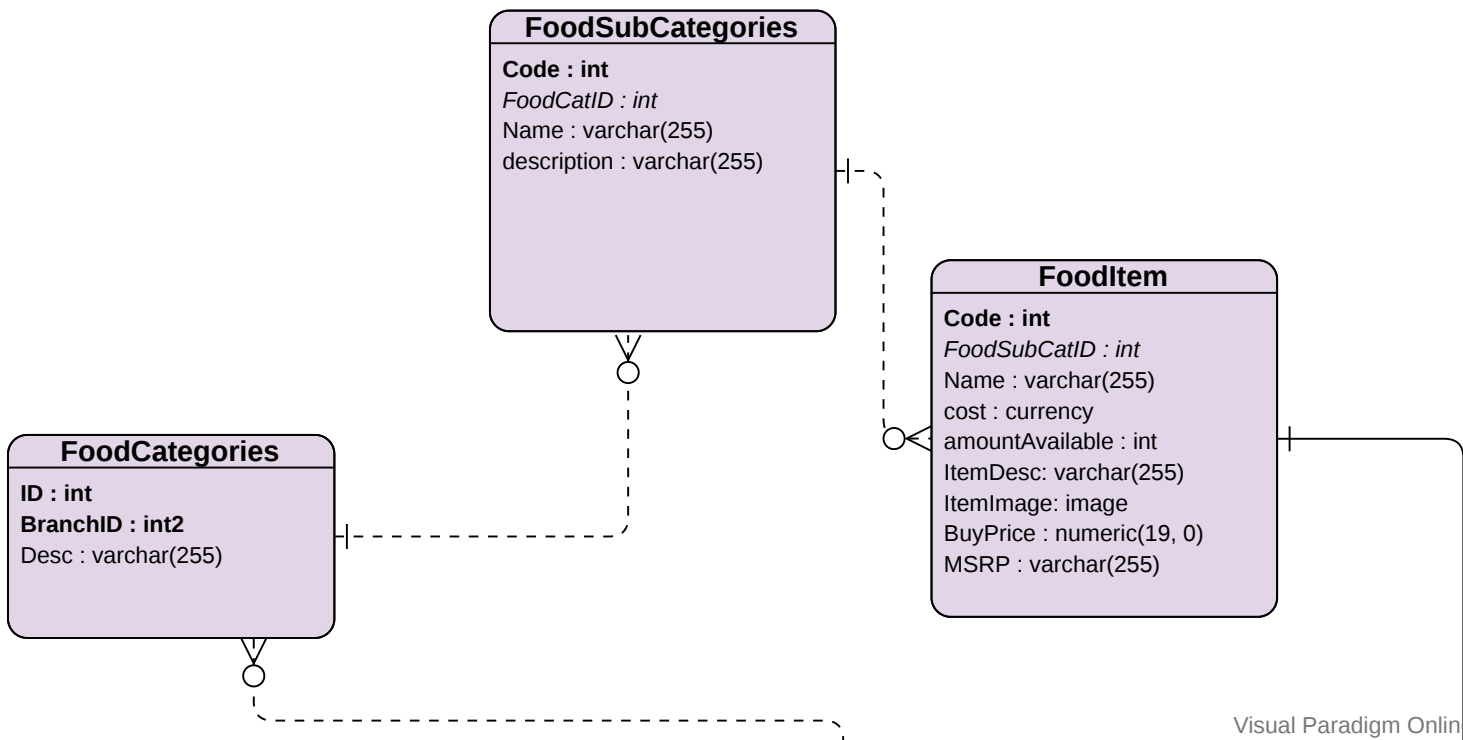 FoodSubCategories
Code : int
FoodCatID : int
Name : varchar(255)
description : varchar(255)
FoodItem
Code : int
FoodSubCatID : int
Name : varchar(255)
cost : currency
amountAvailable : int
ItemDesc: varchar(255)
ItemImage: image
BuyPrice : numeric(19, 0)
MSRP : varchar(255)
FoodCategories
ID : int
BranchID : int2
Desc : varchar(255)
Visual Paradigm Onlin